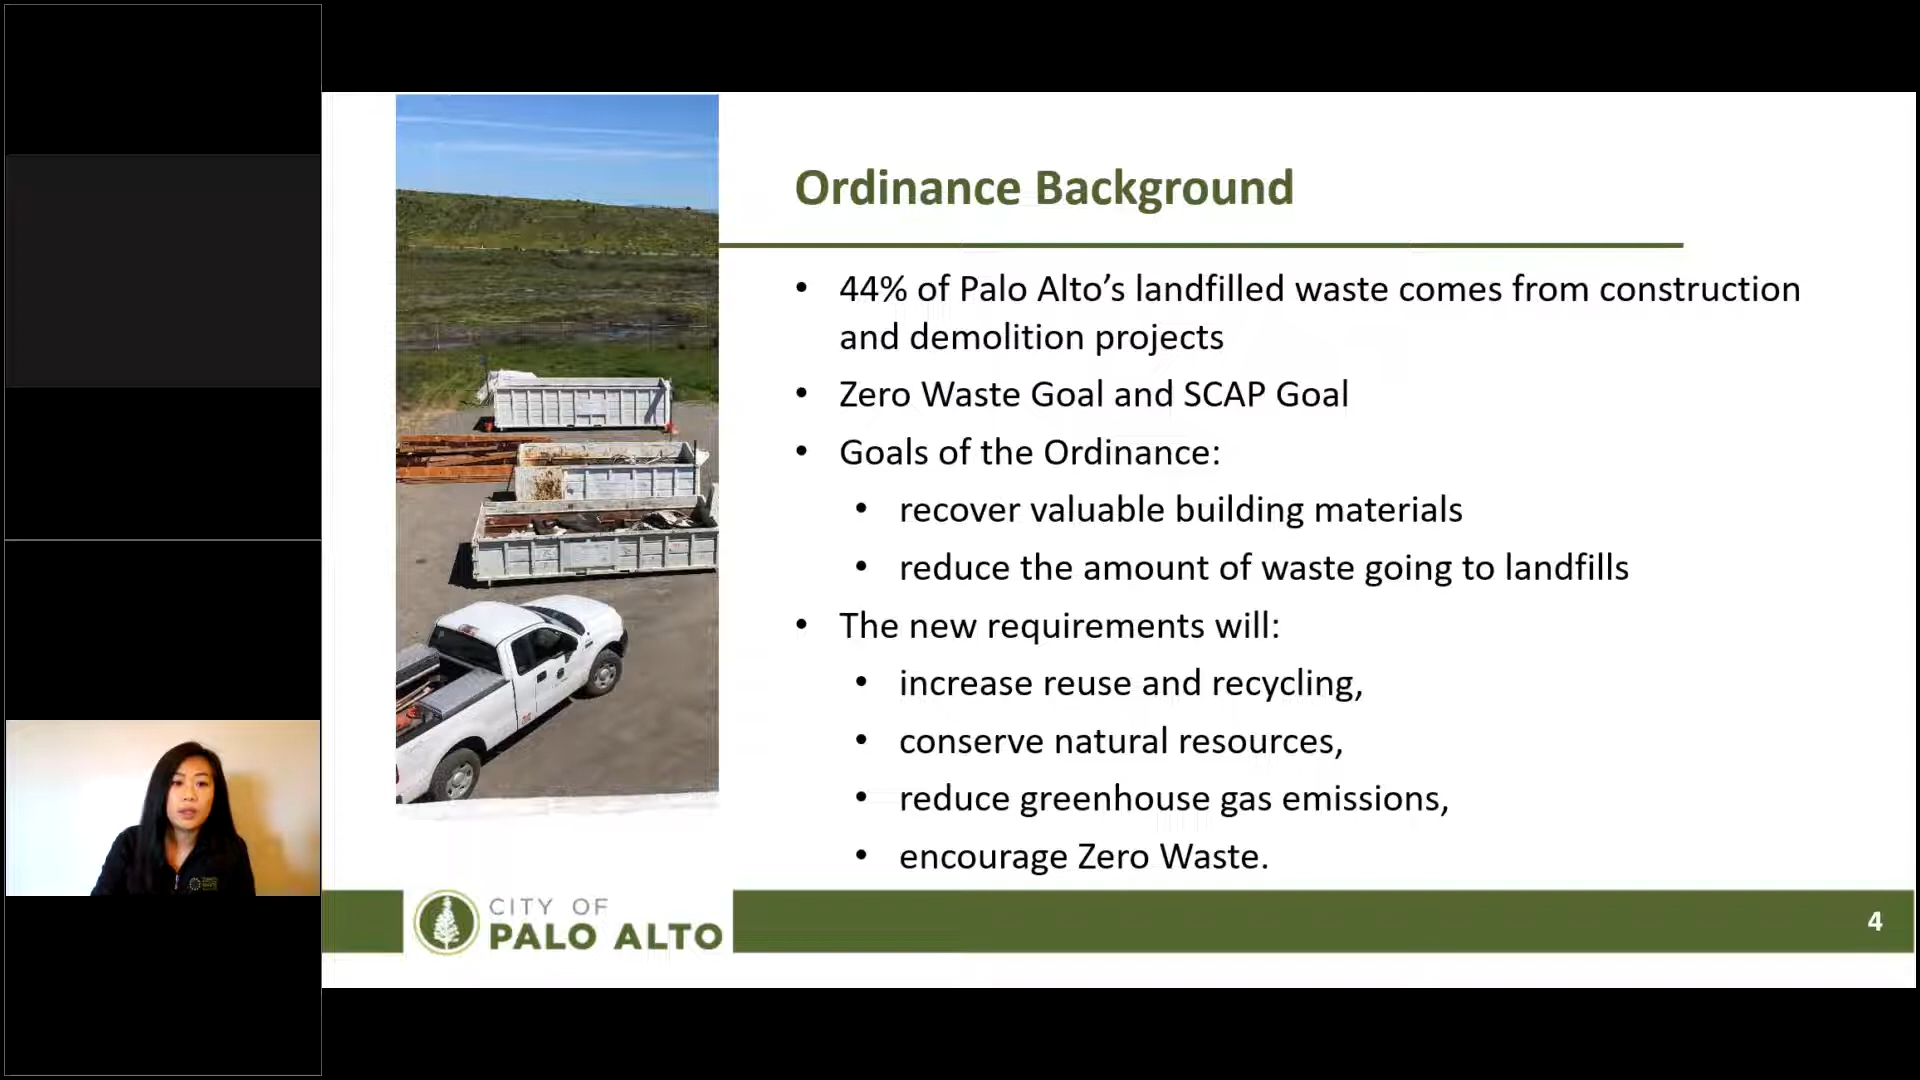 Ordinance Background
• 44% of Palo Alto’s landfilled waste comes from construction
and demolition projects
• Zero Waste Goal and SCAP Goal
• Goals of the Ordinance:
• recover valuable building materials
• reduce the amount of waste going to landfills
• The new requirements will:
• increase reuse and recycling,
• conserve natural resources,
• reduce greenhouse gas emissions,
• encourage Zero Waste.
CITY OF
PALO ALTO
4